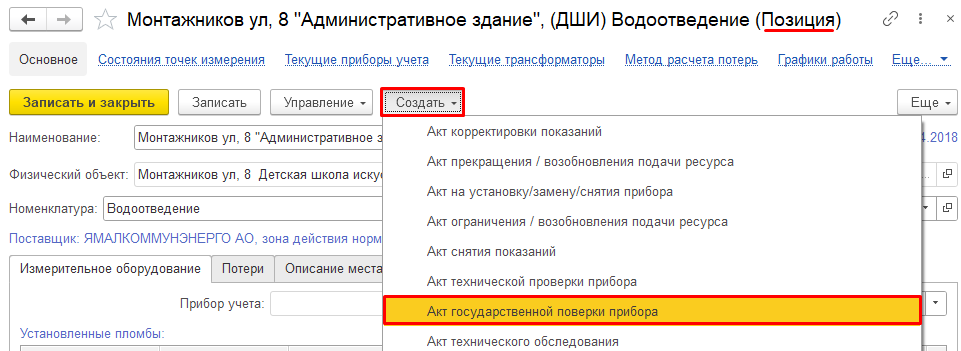 Монтажников ул, 8 "Административное здание", (ДШИ) Водоотведение (Позиция)
Основное Состояния точек измерения Текущие приборы учета Текущие трансформаторы Метод расчета потерь Графики работы Еще...
Записать и закрыть Записать Управление Создать Еще
Акт корректировки показаний
Наименование: Монтажников ул, 8 "Административное з .2018
Акт прекращения / возобновления подачи ресурса
Физический объект: Монтажников ул, 8 Детская школа искус ...
Акт на установку/замену/снятия прибора
Номенклатура: Водоотведение
Акт ограничения / возобновления подачи ресурса
Поставщик: ЯМАЛКОММУНЭНЕРГО АО, зона действия норм
Акт снятия показаний
Измерительное оборудование Потери Описание места
Акт технической проверки прибора
Прибор учета:
Акт государственной поверки прибора
Установленные пломбы:
Акт технического обследования